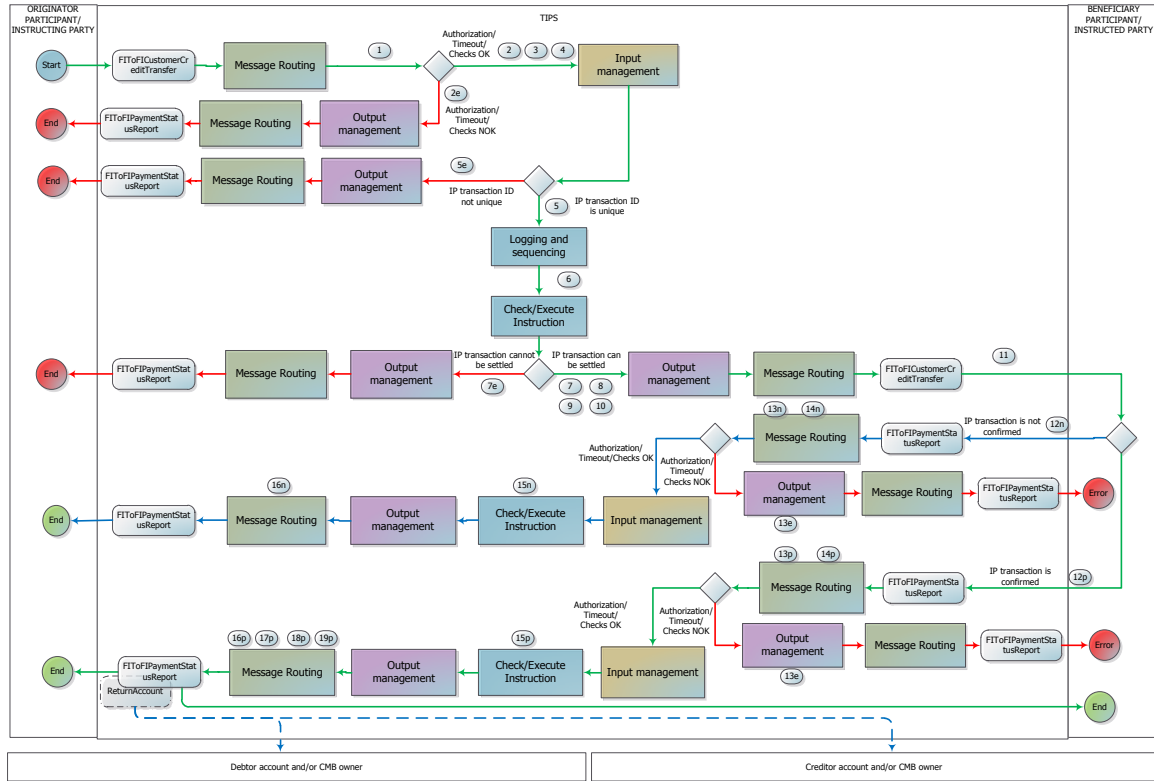 ORIGINATOR
PARTICIPANT/
INSTRUCTING PARTY
TIPS
BENEFICIARY
PARTICIPANT/
INSTRUCTED PARTY
Start
FIToFICustomerCr
editTransfer
Message Routing
1
Authorization/
Timeout/
Checks OK
2
3
4
Input
management
2e
Authorization/
Timeout/
Checks NOK
End
FIToFIPaymentStat
usReport
Message Routing
Output
management
End
FIToFIPaymentStat
usReport
Message Routing
Output
management
5e
IP transaction ID
not unique
5
IP transaction ID
is unique
Logging and
sequencing
6
Check/Execute
Instruction
End
FIToFIPaymentStat
usReport
Message Routing
Output
management
IP transaction cannot
be settled
7e
IP transaction can
be settled
7
8
9
10
Output
management
Message Routing
FIToFICustomerCr
editTransfer
11
13n
14n
Message Routing
FIToFIPaymentSta
tusReport
IP transaction is not
confirmed
12n
Authorization/
Timeout/Checks OK
Authorization/
Timeout/
Checks NOK
Output
management
13e
Message Routing
FIToFIPaymentSta
tusReport
Error
End
FIToFIPaymentStat
usReport
16n
Message Routing
Output
management
15n
Check/Execute
Instruction
Input management
13p
14p
Message Routing
FIToFIPaymentSta
tusReport
IP transaction is
confirmed
12p
Authorization/
Timeout/
Checks OK
Authorization/
Timeout/
Checks NOK
Output
management
13e
Message Routing
FIToFIPaymentSta
tusReport
Error
End
FIToFIPaymentStat
usReport
ReturnAccount
16p
17p
18p
19p
Message Routing
Output
management
15p
Check/Execute
Instruction
Input management
End
Debtor account and/or CMB owner
Creditor account and/or CMB owner